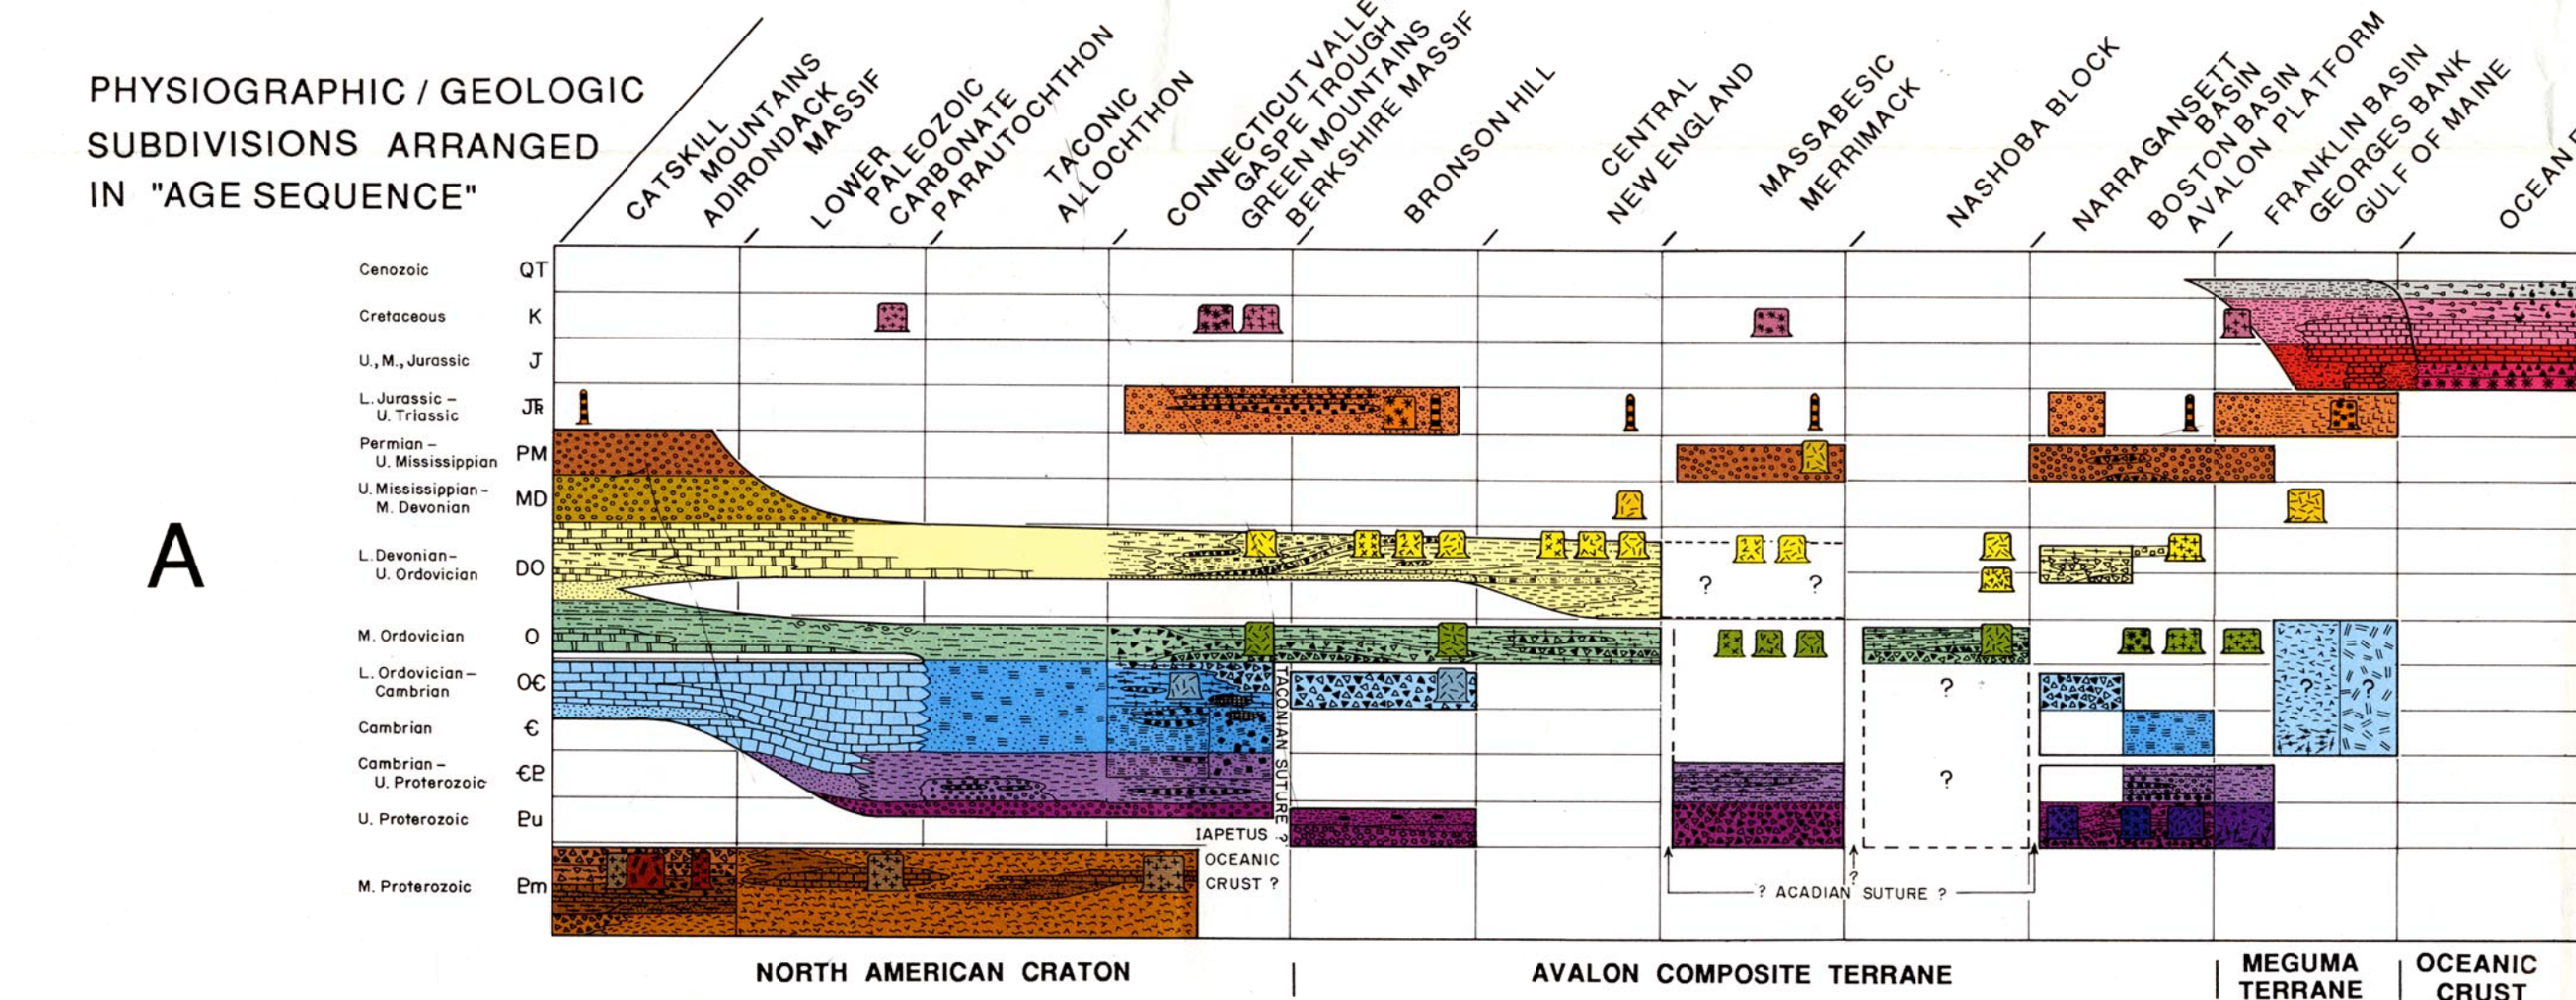 PHYSIOGRAPHIC / GEOLOGIC
SUBDIVISIONS ARRANGED
IN "AGE SEQUENCE"
CATSKILL
MOUNTAINS
ADIRONDACK
MASSIF
LOWER
PALEOZOIC
CARBONATE
PARAUTOCHTHON
TACONIC
ALLOCHTHON
CONNECTICUT
GASPE TROUGH
GREEN MOUNTAINS
BERKSHIRE MASSIF
BRONSON HILL
CENTRAL
NEW ENGLAND
MASSABESIC
MERRIMACK
NASHOBA BLOCK
NARRAGANSETT
BASIN
BOSTON BASIN
AVALON PLATFORM
FRANKLIN BASIN
GEORGES BANK
GULF OF MAINE
OCEAN
A
Cenozoic QT
Cretaceous K
U., M., Jurassic J
L. Jurassic –
U. Triassic
JTR
Permian –
U. Mississippian
PM
U. Mississippian –
M. Devonian
MD
L. Devonian–
U. Ordovician
DO
? ?
M. Ordovician O
L. Ordovician–
Cambrian
OЄ
? ? ?
Cambrian Є
Cambrian –
U. Proterozoic
ЄP
?
U. Proterozoic Pu
TACONIAN SUTURE ?
IAPETUS
OCEANIC
CRUST ?
M. Proterozoic Pm
?
? ACADIAN SUTURE ?
NORTH AMERICAN CRATON
AVALON COMPOSITE TERRANE
MEGUMA
TERRANE
OCEANIC
CRUST